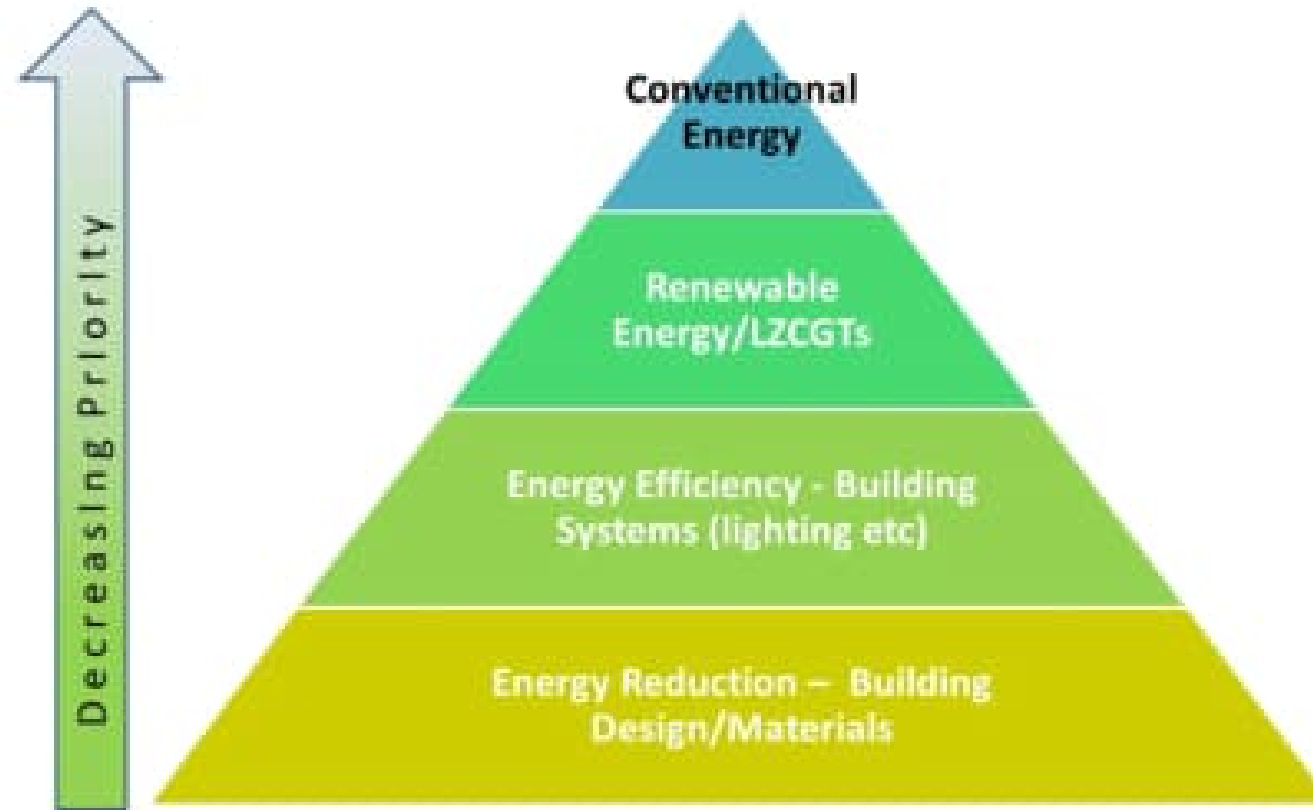 Decreasing Priority
Conventional
Energy
Renewable
Energy/LZCGTs
Energy Efficiency - Building
Systems (lighting etc)
Energy Reduction – Building
Design/Materials